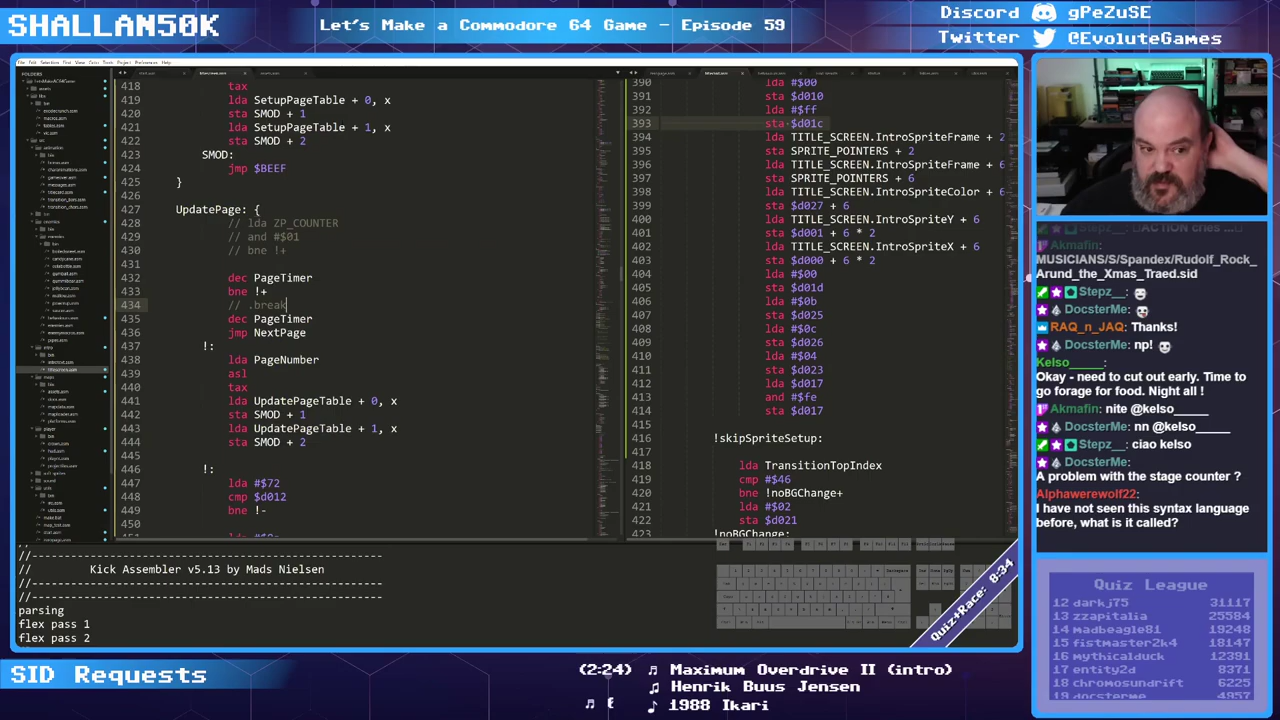 SHALLAN50K
Let's Make a Commodore 64 Game - Episode 59
Discord gPeZuSE
Twitter @EvoluteGames
418 tax
419 lda SetupPageTable + 0, x
420 sta SMOD + 1
421 lda SetupPageTable + 1, x
422 sta SMOD + 2
423 SMOD:
424 jmp $BEEF
425 }
426
427 UpdatePage: {
428 // lda ZP_COUNTER
429 // and #$01
430 // bne !+
431
432 dec PageTimer
433 bne !+
434 // .break
435 dec PageTimer
436 jmp NextPage
437 !:
438 lda PageNumber
439 asl
440 tax
441 lda UpdatePageTable + 0, x
442 sta SMOD + 1
443 lda UpdatePageTable + 1, x
444 sta SMOD + 2
445
446 !:
447 lda #$72
448 cmp $d012
449 bne !-
450
390 lda #$00
391 sta $d010
392 lda #$ff
393 sta $d01c
394 lda TITLE_SCREEN.IntroSpriteFrame + 2
395 sta SPRITE_POINTERS + 2
396 lda TITLE_SCREEN.IntroSpriteFrame + 6
397 sta SPRITE_POINTERS + 6
398 lda TITLE_SCREEN.IntroSpriteColor + 6
399 sta $d027 + 6
400 lda TITLE_SCREEN.IntroSpriteY + 6
401 sta $d001 + 6 * 2
402 lda TITLE_SCREEN.IntroSpriteX + 6
403 sta $d000 + 6 * 2
404 lda #$00
405 sta $d01d
406 lda #$0b
407 sta $d025
408 lda #$0c
409 sta $d026
410 lda #$04
411 sta $d023
412 lda $d017
413 and #$fe
414 sta $d017
415
416 !skipSpriteSetup:
417
418 lda TransitionTopIndex
419 cmp #$46
420 bne !noBGChange+
421 lda #$02
422 sta $d021
423 !noBGChange:
//--------------------------------------------------
// Kick Assembler v5.13 by Mads Nielsen
//--------------------------------------------------
parsing
flex pass 1
flex pass 2
Quiz+Race: 8:34
Akmafin:
MUSICIANS/S/Spandex/Rudolf_Rock_
Arund_the_Xmas_Traed.sid
Stepz__:
DocsterMe:
RAQ_n_JAQ: Thanks!
DocsterMe: np!
Kelso_____:
Okay - need to cut out early. Time to
go forage for food. Night all !
Akmafin: nite @kelso_____
DocsterMe: nn @kelso_____
Stepz__: ciao kelso
DocsterMe:
A problem with the stage counter ?
Alphawerewolf22:
I have not seen this syntax language
before, what is it called?
Quiz League
12 darkj75 31117
13 zzapitalia 25584
14 madbeagle81 19248
15 fistmaster2k4 18147
16 mythicalduck 12391
17 entity2d 8371
18 chromosundrift 6225
19 docsterme 4957
SID Requests
(2:24) ♬ Maximum Overdrive II (intro)
♫ Henrik Buus Jensen
♪ 1988 Ikari